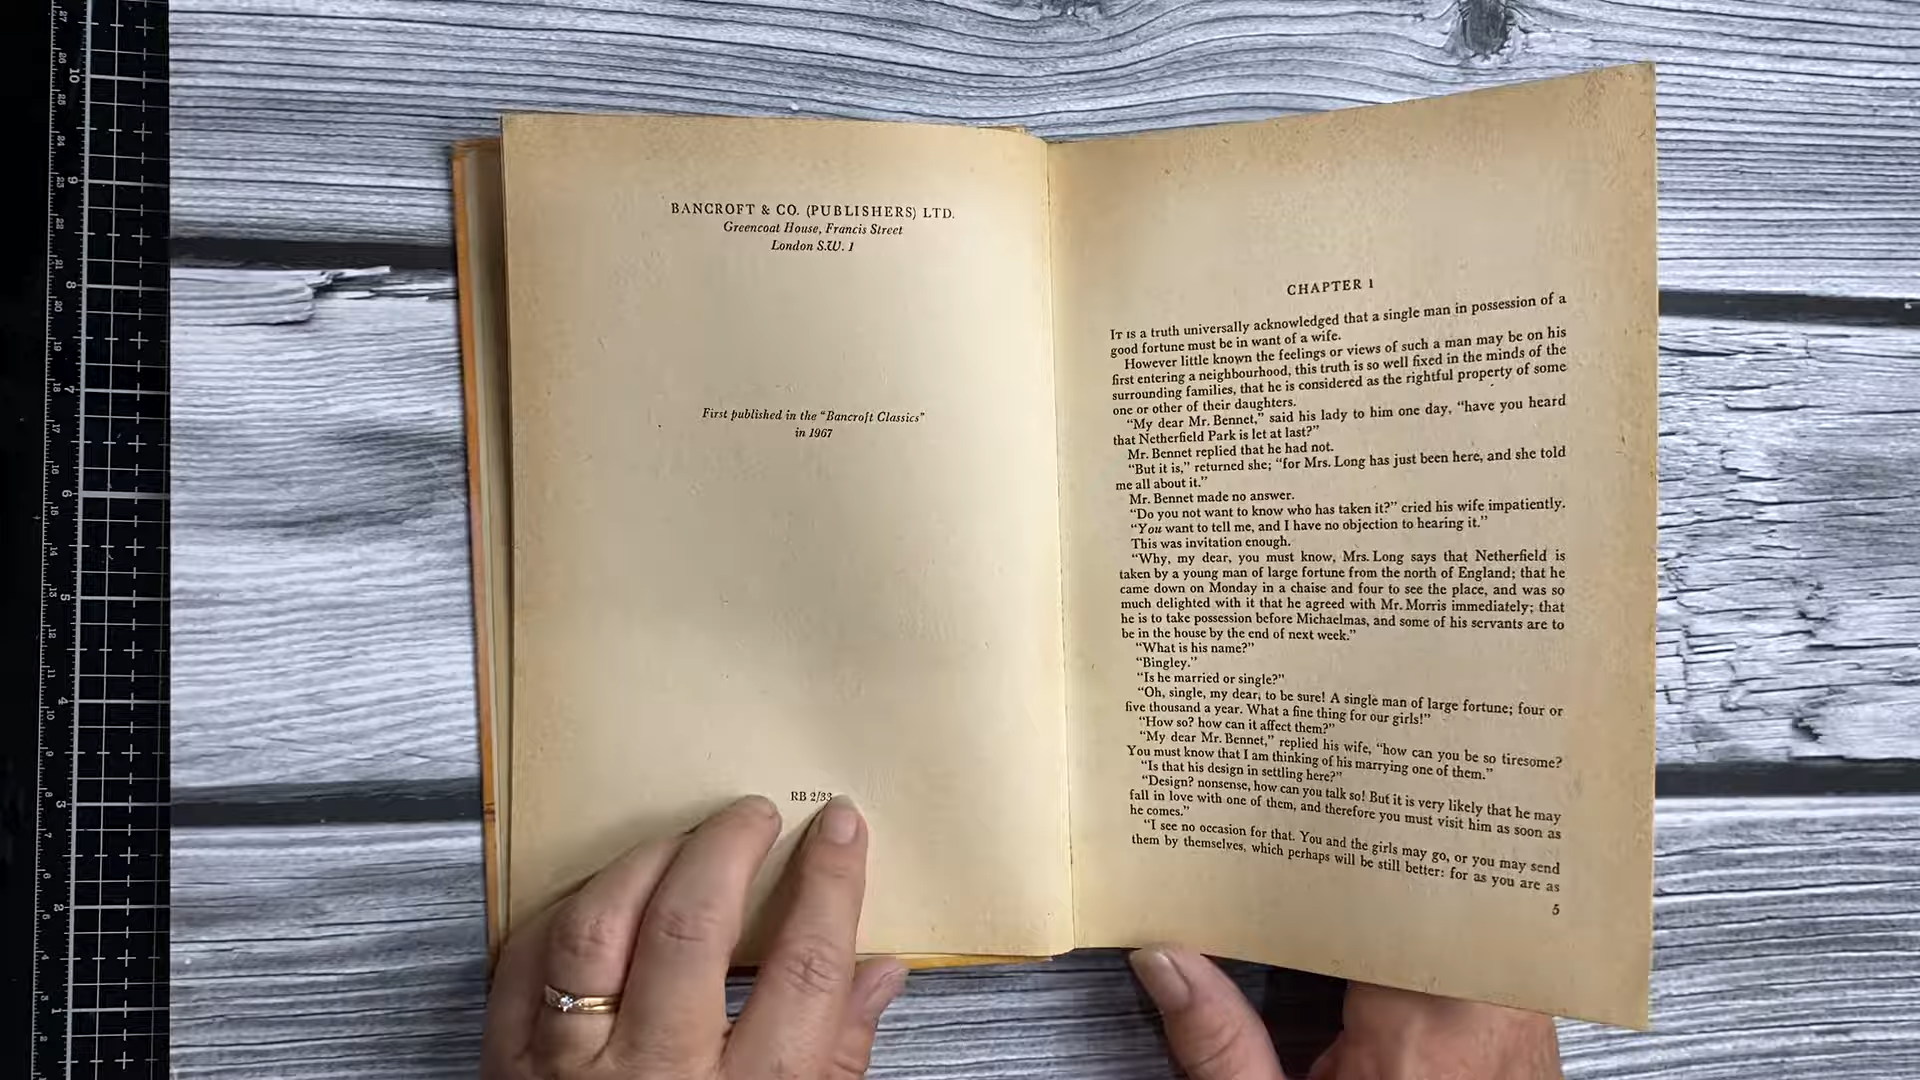 BANCROFT & CO. (PUBLISHERS) LTD.
Greencoat House, Francis Street
London S.W. 1
First published in the “Bancroft Classics”
in 1967
RB 2/33
CHAPTER 1
IT IS a truth universally acknowledged that a single man in possession of a
good fortune must be in want of a wife.
However little known the feelings or views of such a man may be on his
first entering a neighbourhood, this truth is so well fixed in the minds of the
surrounding families, that he is considered as the rightful property of some
one or other of their daughters.
“My dear Mr. Bennet,” said his lady to him one day, “have you heard
that Netherfield Park is let at last?”
Mr. Bennet replied that he had not.
“But it is,” returned she; “for Mrs. Long has just been here, and she told
me all about it.”
Mr. Bennet made no answer.
“Do you not want to know who has taken it?” cried his wife impatiently.
“You want to tell me, and I have no objection to hearing it.”
This was invitation enough.
“Why, my dear, you must know, Mrs. Long says that Netherfield is
taken by a young man of large fortune from the north of England; that he
came down on Monday in a chaise and four to see the place, and was so
much delighted with it that he agreed with Mr. Morris immediately; that
he is to take possession before Michaelmas, and some of his servants are to
be in the house by the end of next week.”
“What is his name?”
“Bingley.”
“Is he married or single?”
“Oh, single, my dear, to be sure! A single man of large fortune; four or
five thousand a year. What a fine thing for our girls!”
“How so? how can it affect them?”
“My dear Mr. Bennet,” replied his wife, “how can you be so tiresome?
You must know that I am thinking of his marrying one of them.”
“Is that his design in settling here?”
“Design? nonsense, how can you talk so! But it is very likely that he may
fall in love with one of them, and therefore you must visit him as soon as
he comes.”
“I see no occasion for that. You and the girls may go, or you may send
them by themselves, which perhaps will be still better: for as you are as
5